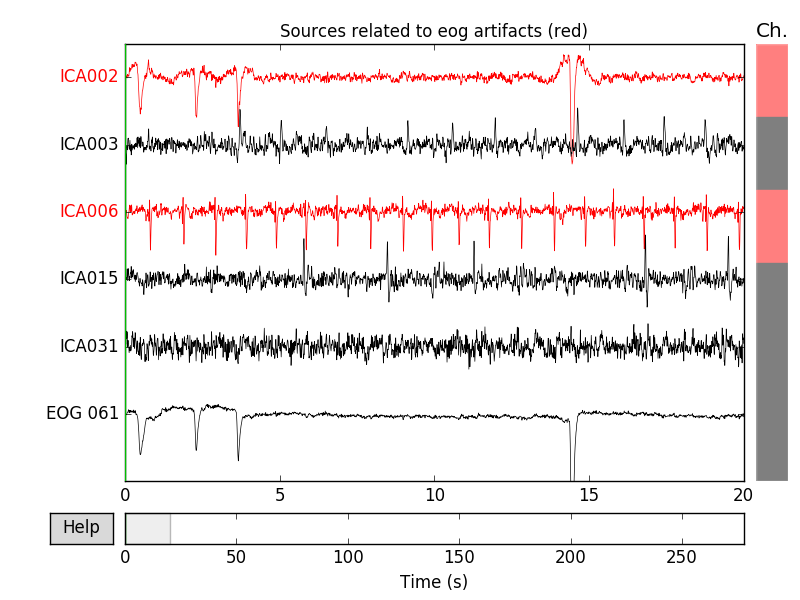 Sources related to eog artifacts (red)
Ch.
ICA002
ICA003
ICA006
ICA015
ICA031
EOG 061
0 5 10 15 20
Help
0 50 100 150 200 250
Time (s)